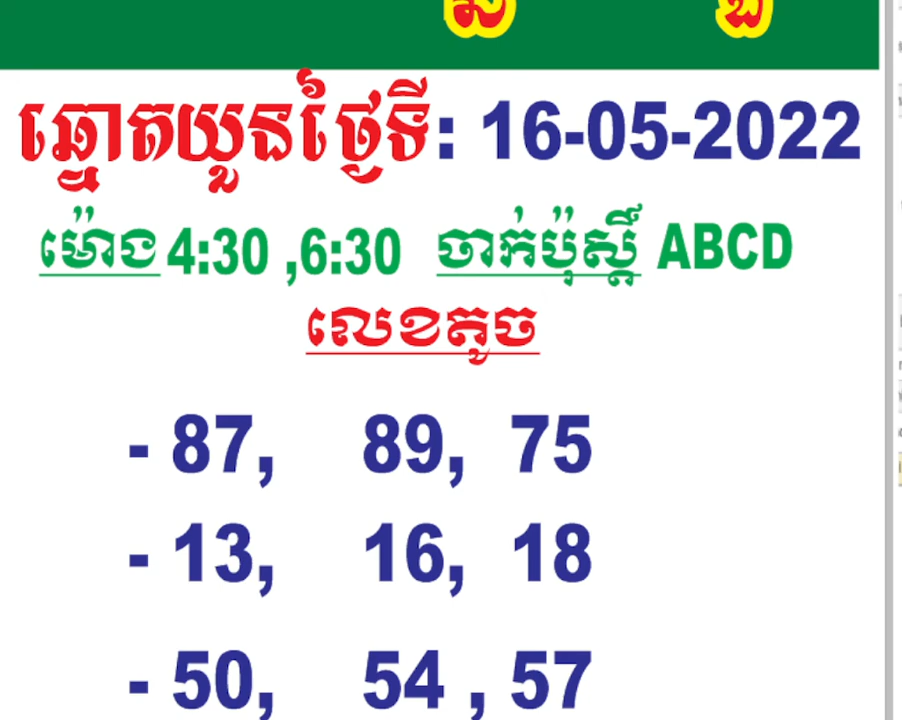 ឆ្នោតយួនថ្ងៃទី: 16-05-2022
ម៉ោង 4:30 ,6:30 ចាក់ប៉ុស្តិ៍ ABCD
លេខតូច
- 87, 89, 75
- 13, 16, 18
- 50, 54 , 57